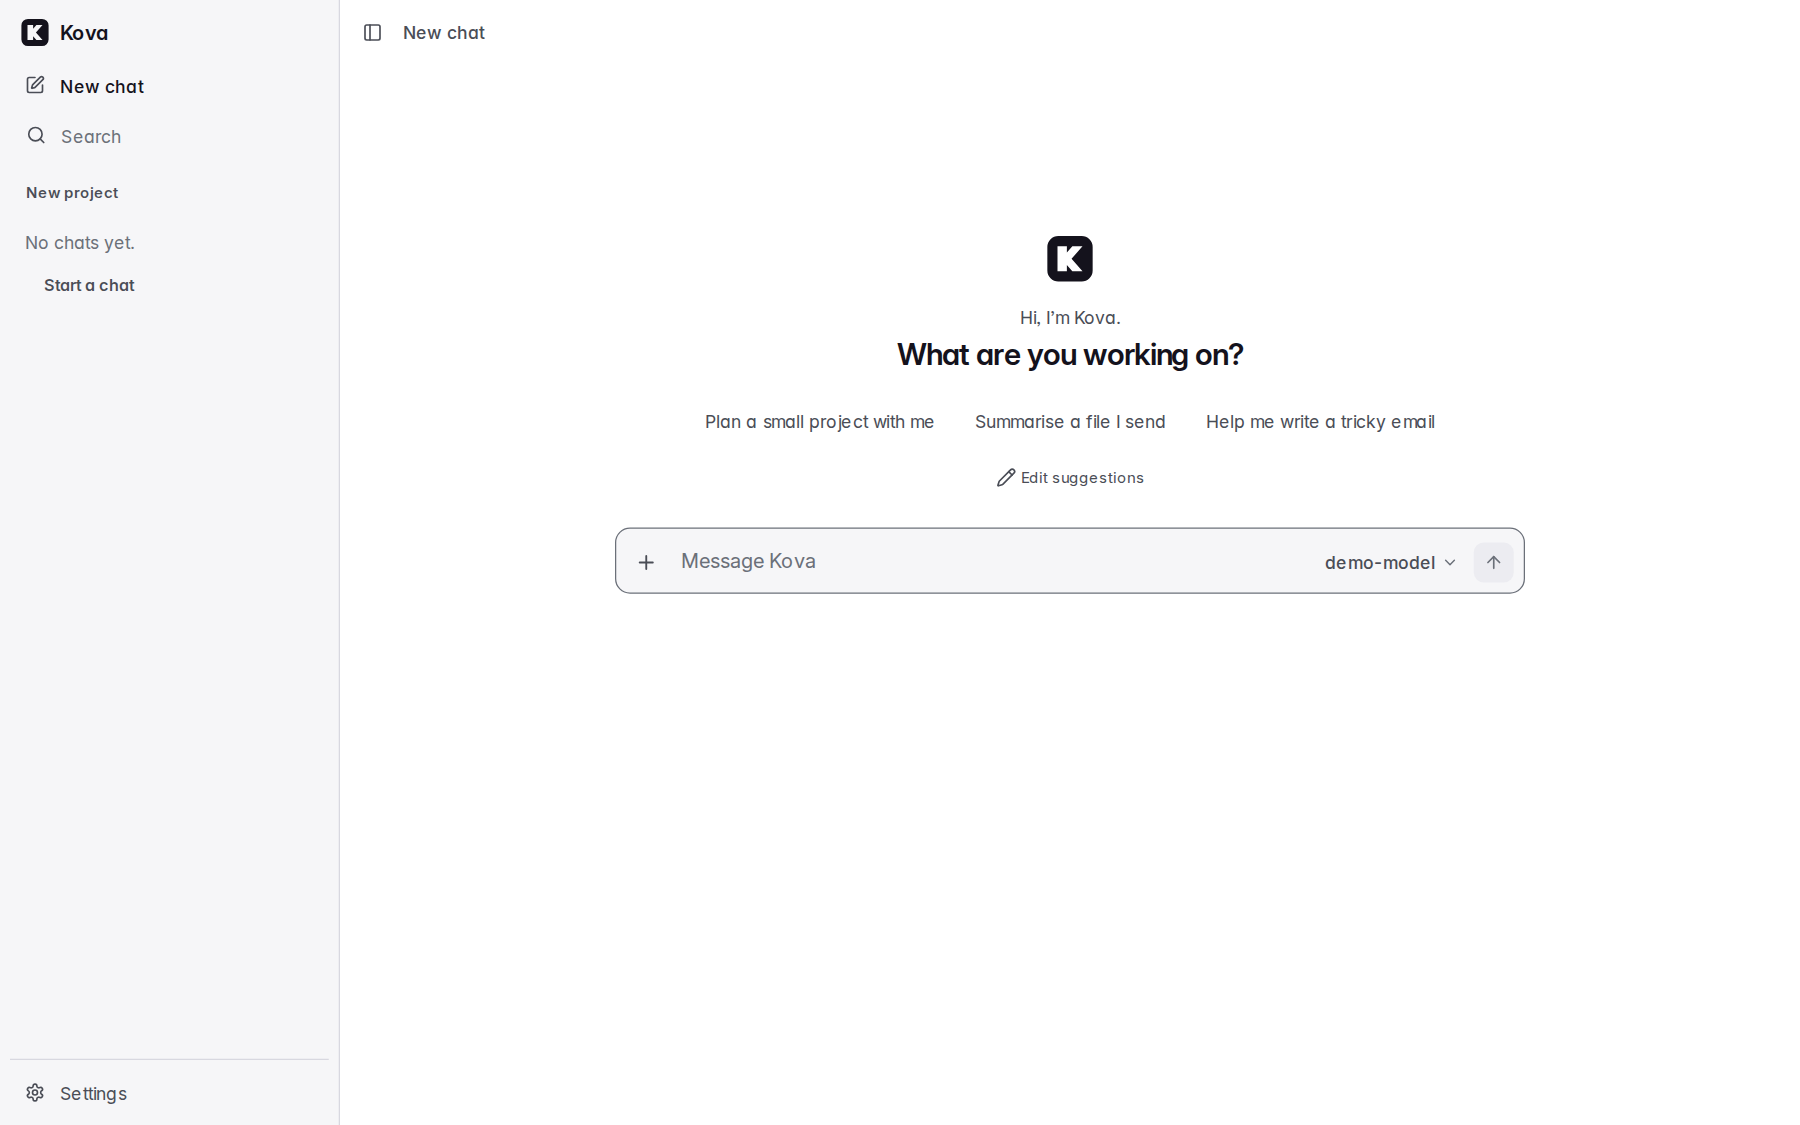 Kova
New chat
Search
New project
No chats yet.
Start a chat
Settings
New chat
Hi, I’m Kova.
What are you working on?
Plan a small project with me
Summarise a file I send
Help me write a tricky email
Edit suggestions
Message Kova
demo-model